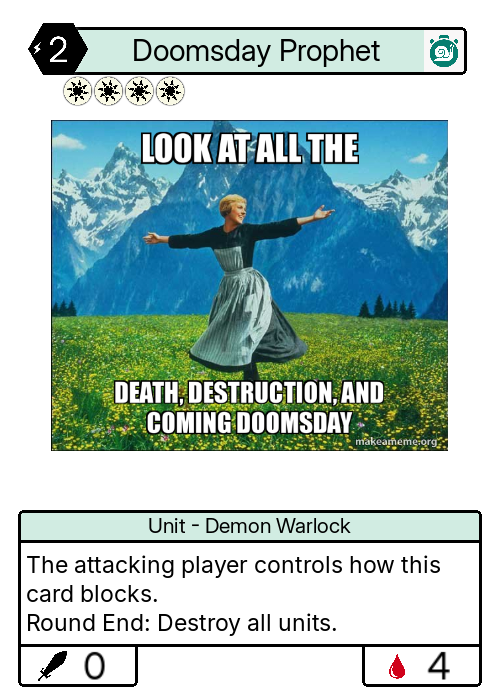 2
Doomsday Prophet
LOOK AT ALL THE
DEATH, DESTRUCTION, AND
COMING DOOMSDAY
makeameme.org
Unit - Demon Warlock
The attacking player controls how this
card blocks.
Round End: Destroy all units.
0
4